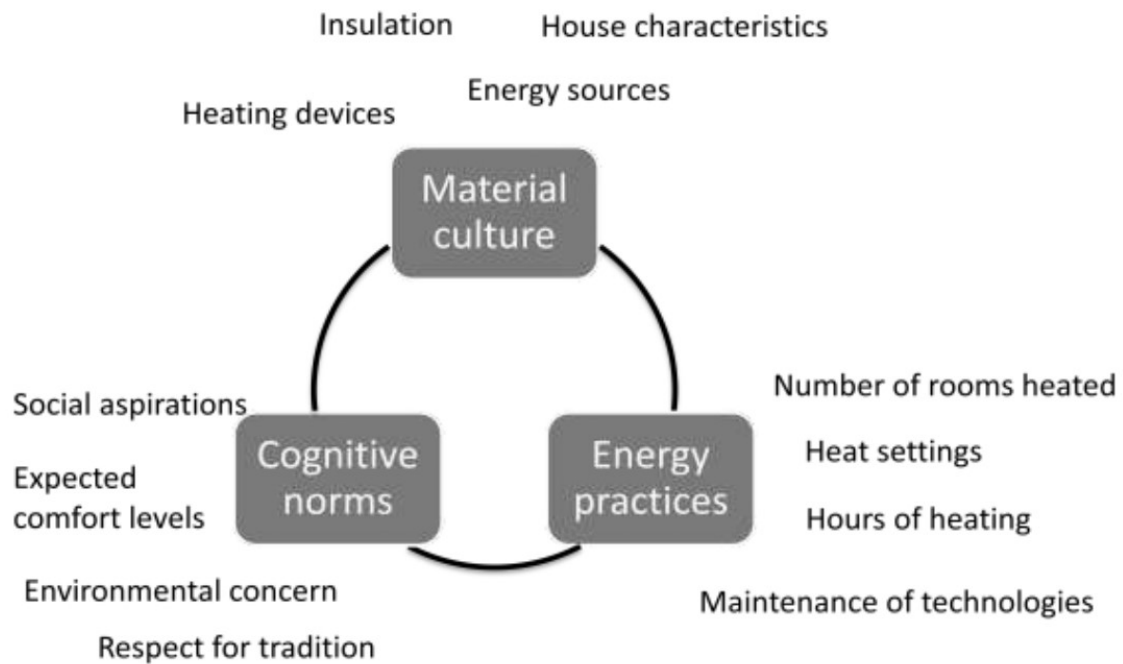 Insulation
House characteristics
Energy sources
Heating devices
Material
culture
Social aspirations
Expected
comfort levels
Environmental concern
Respect for tradition
Cognitive
norms
Energy
practices
Number of rooms heated
Heat settings
Hours of heating
Maintenance of technologies